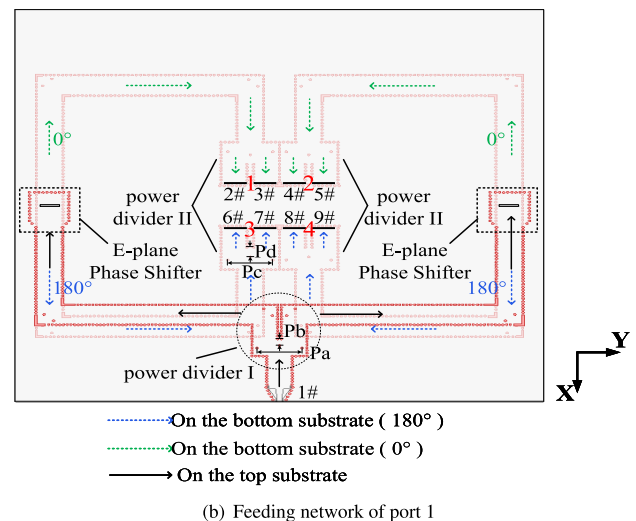 0°
0°
1
2
2# 3# 4# 5#
6# 7# 8# 9#
3
4
power
divider II
power
divider II
E-plane
Phase Shifter
E-plane
Phase Shifter
Pd
Pc
180°
180°
Pb
Pa
power divider I
1#
Y
X
On the bottom substrate ( 180° )
On the bottom substrate ( 0° )
On the top substrate
(b) Feeding network of port 1